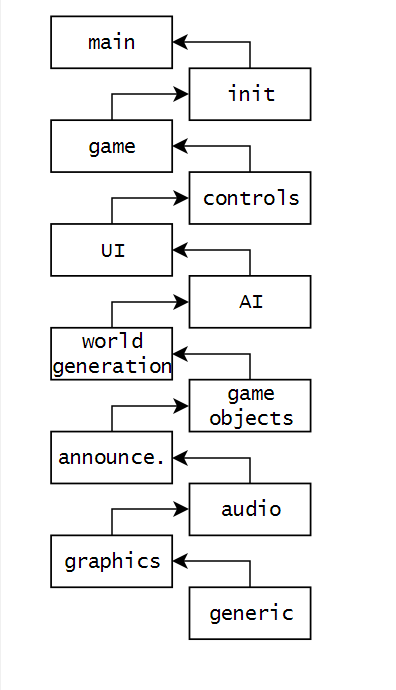 main
init
game
controls
UI
AI
world
generation
game
objects
announce.
audio
graphics
generic